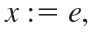 x := e,